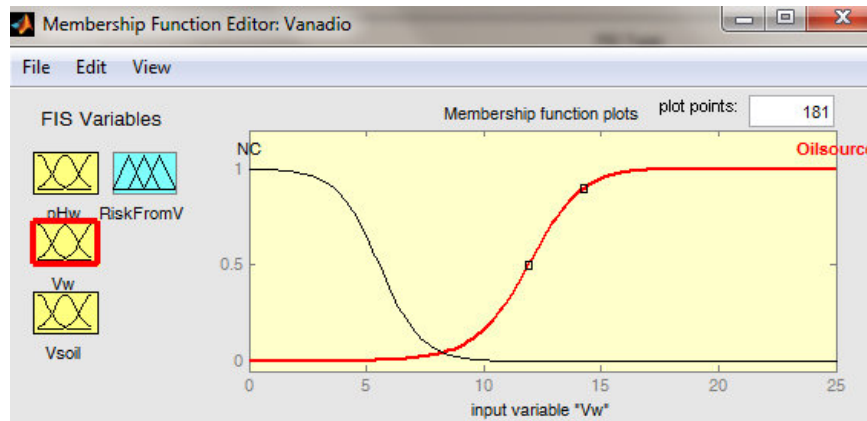 Membership Function Editor: Vanadio
File Edit View
FIS Variables
Membership function plots plot points: 181
NC
Oilsource
pHw RiskFromV
Vw
Vsoil
1
0.5
0
0 5 10 15 20 25
input variable "Vw"